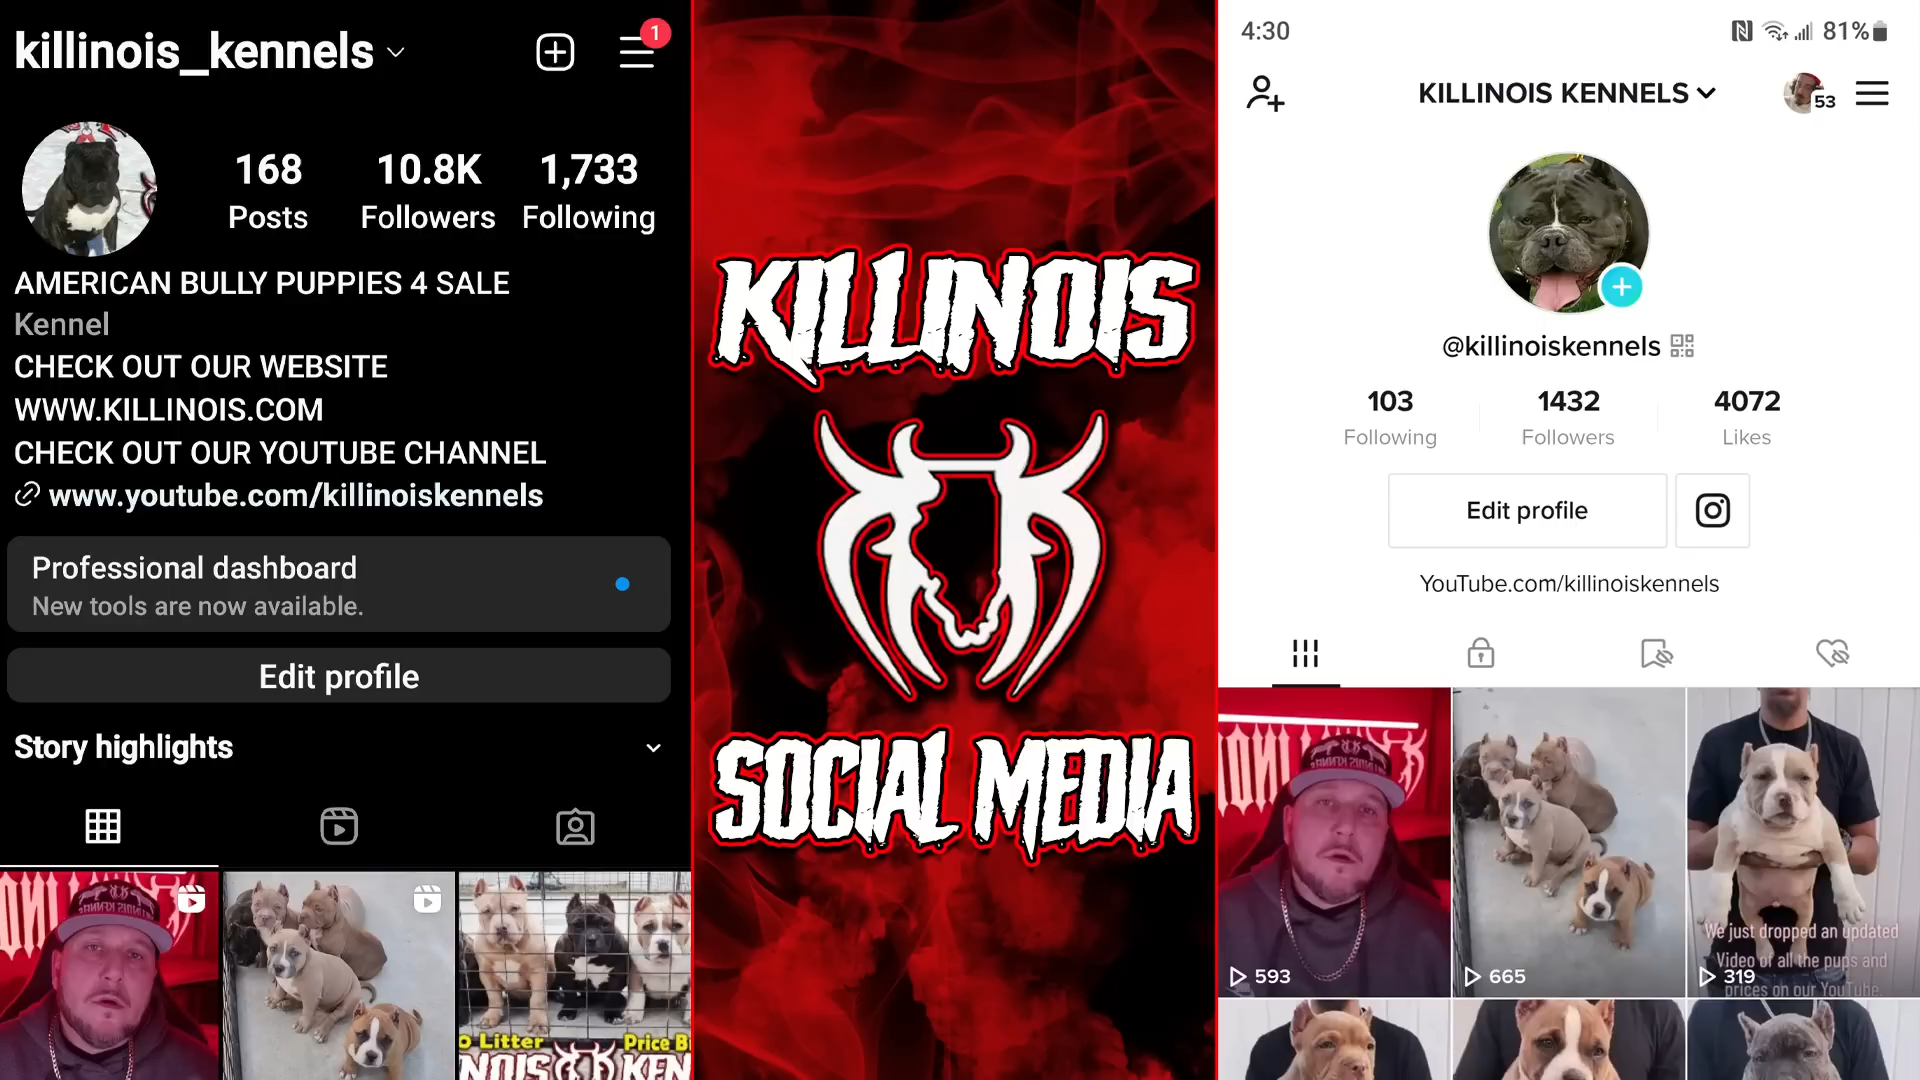 killinois_kennels
1
168
Posts
10.8K
Followers
1,733
Following
AMERICAN BULLY PUPPIES 4 SALE
Kennel
CHECK OUT OUR WEBSITE
WWW.KILLINOIS.COM
CHECK OUT OUR YOUTUBE CHANNEL
www.youtube.com/killinoiskennels
Professional dashboard
New tools are now available.
Edit profile
Story highlights
o Litter
Price B
NOIS
KEN
KILLINOIS
SOCIAL MEDIA
4:30
81%
KILLINOIS KENNELS
53
@killinoiskennels
103
Following
1432
Followers
4072
Likes
Edit profile
YouTube.com/killinoiskennels
593
665
We just dropped an updated
Video of all the pups and
319
prices on our YouTube.